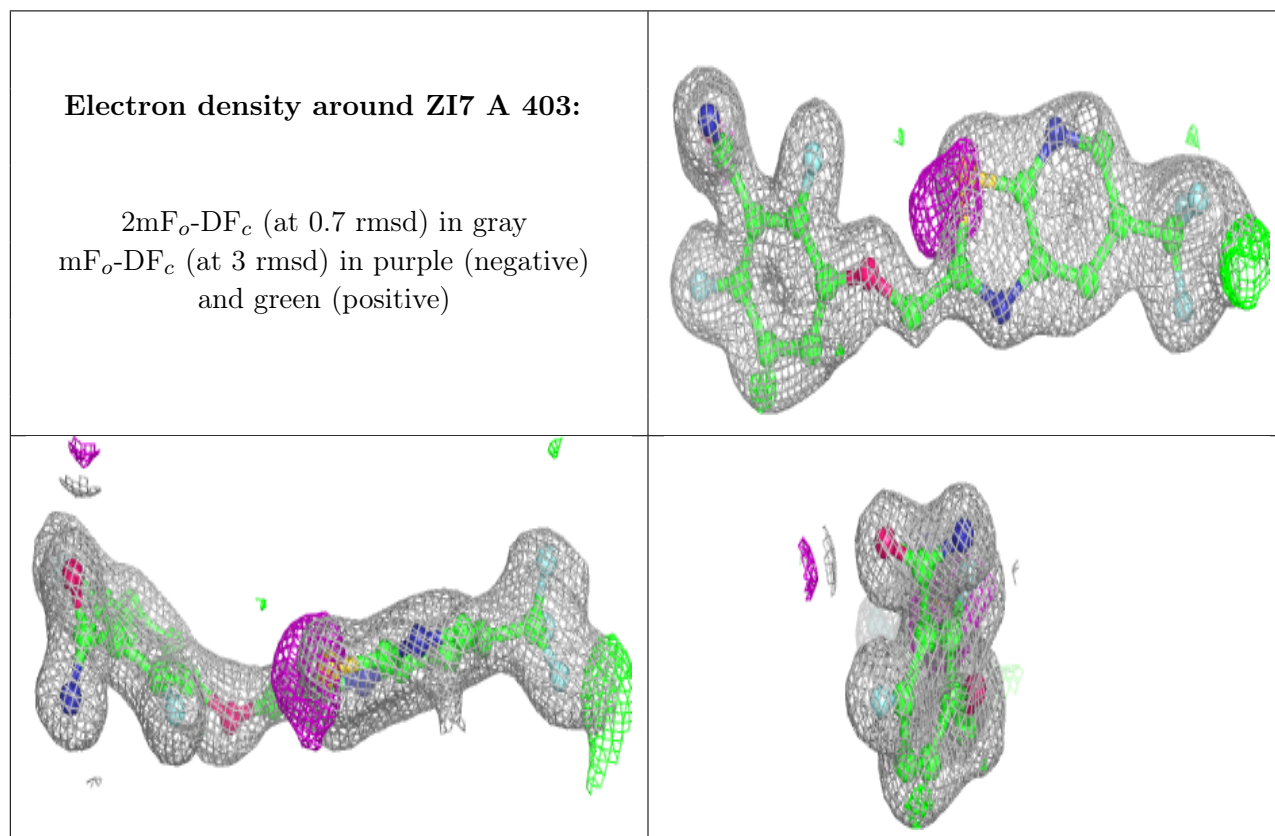 Electron density around ZI7 A 403:
2mFo-DFc (at 0.7 rmsd) in gray
mFo-DFc (at 3 rmsd) in purple (negative)
and green (positive)